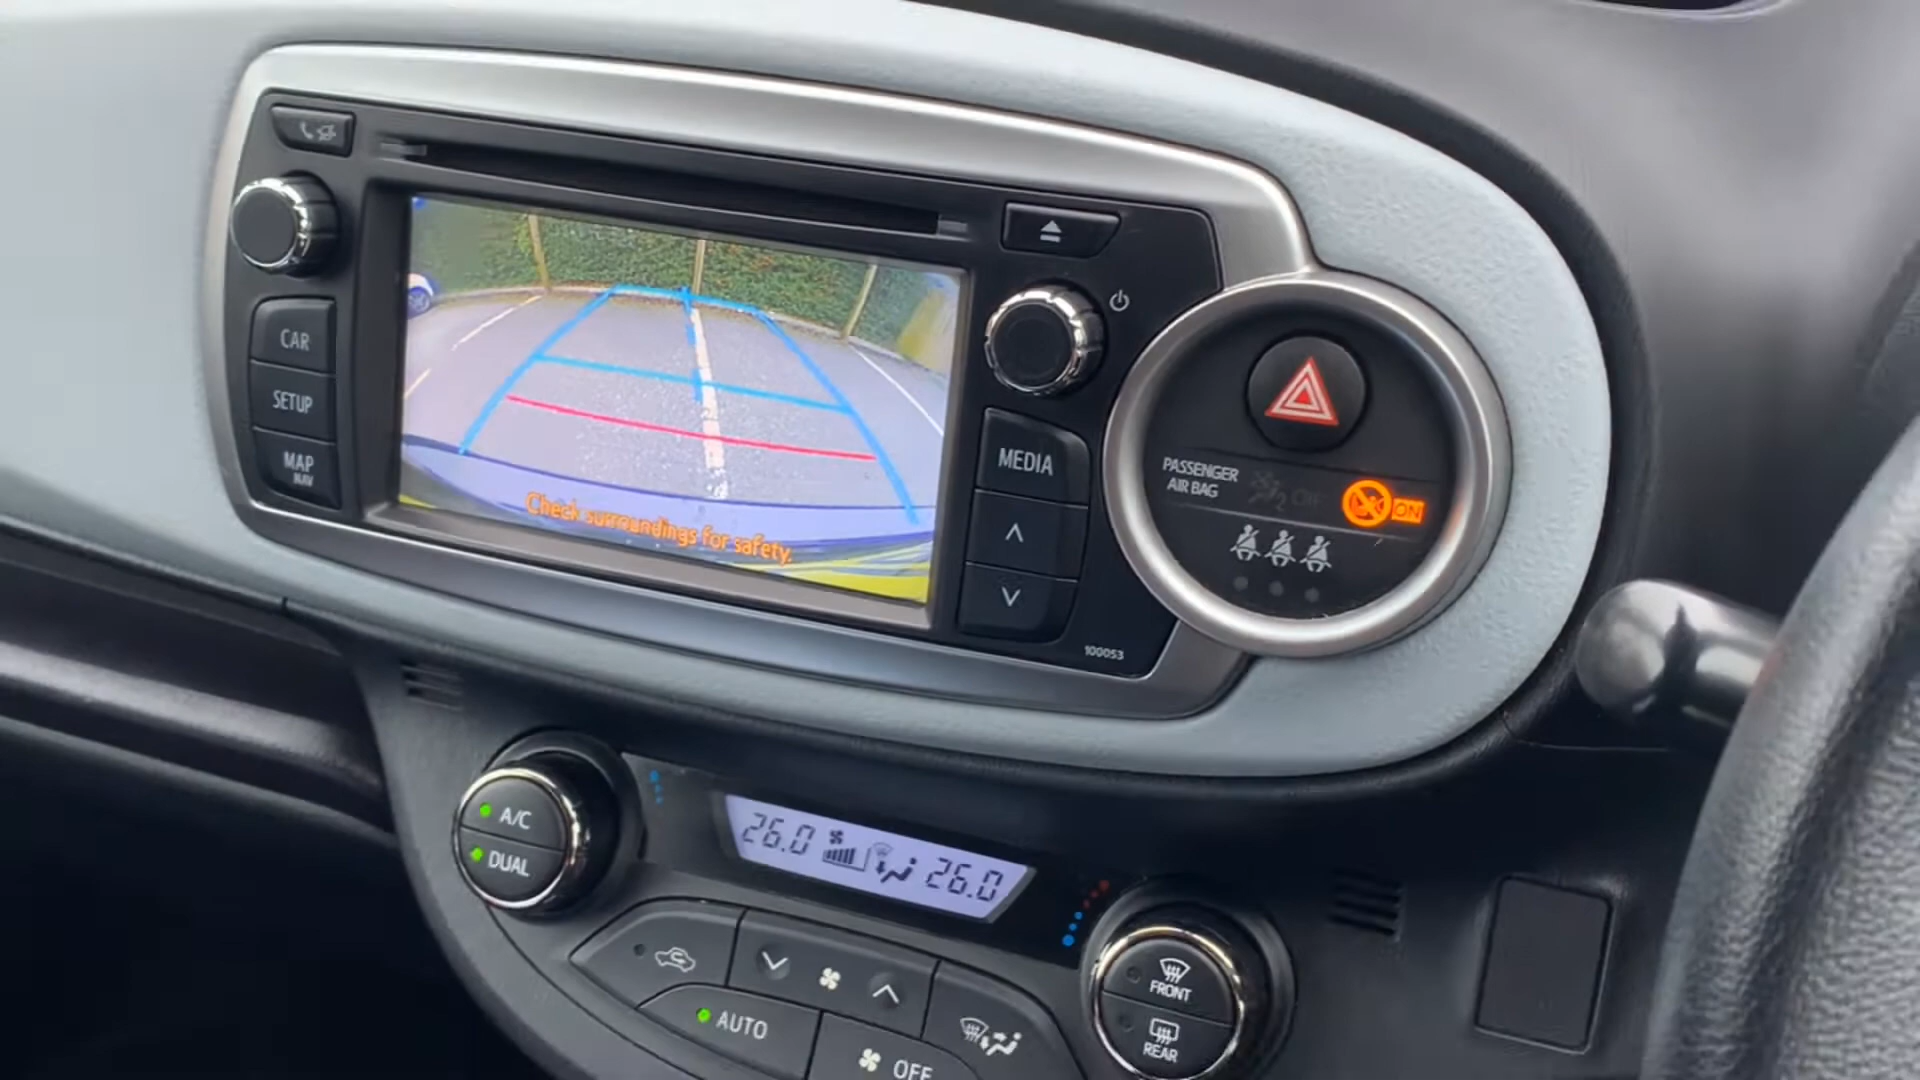 CAR
SETUP
MAP
NAV
Check surroundings for safety.
MEDIA
100053
PASSENGER
AIR BAG
OFF
ON
A/C
DUAL
26.0
26.0
AUTO
OFF
FRONT
REAR